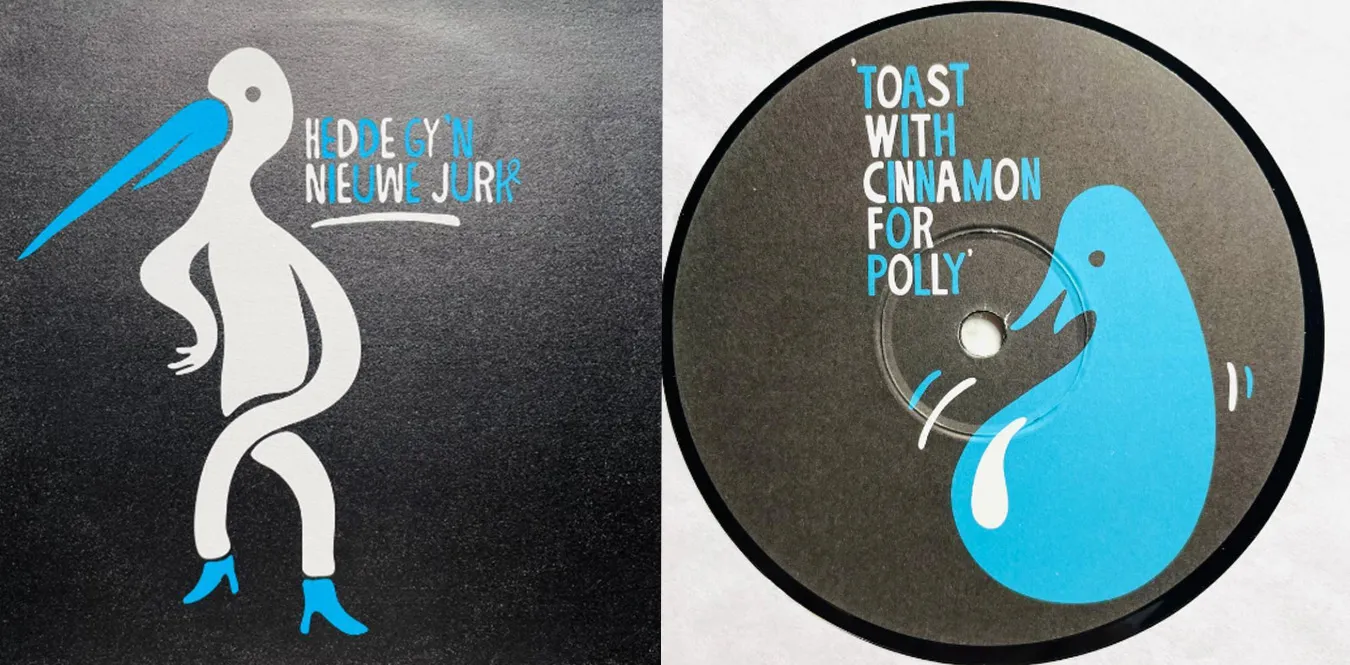 HEDDE GY 'N
NIEUWE JURK
'TOAST
WITH
CINNAMON
FOR
POLLY'